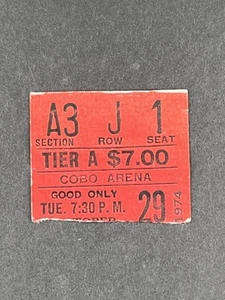 A3 J 1
SECTION ROW SEAT
TIER A $7.00
COBO ARENA
GOOD ONLY
TUE. 7:30 P.M. 29 1974